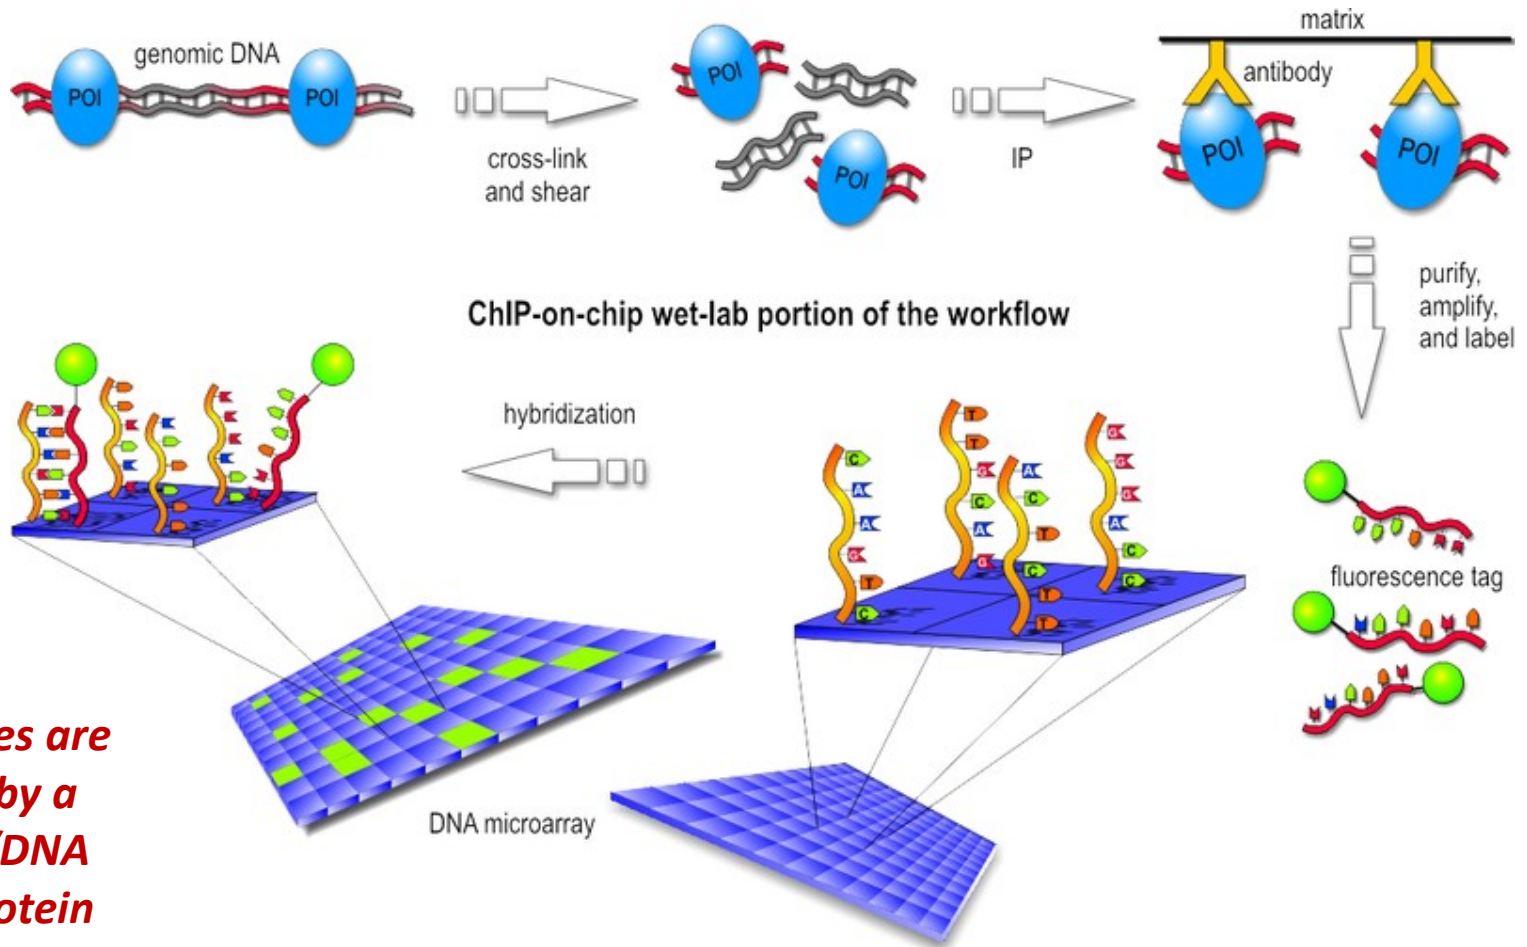 genomic DNA
POI
POI
cross-link
and shear
POI
POI
IP
matrix
antibody
POI
POI
purify,
amplify,
and label
ChIP-on-chip wet-lab portion of the workflow
hybridization
C
A
A
G
T
C
T
T
G
C
A
G
A
C
T
C
T
T
G
G
G
A
C
C
fluorescence tag
DNA microarray
es are
by a
/DNA
otein